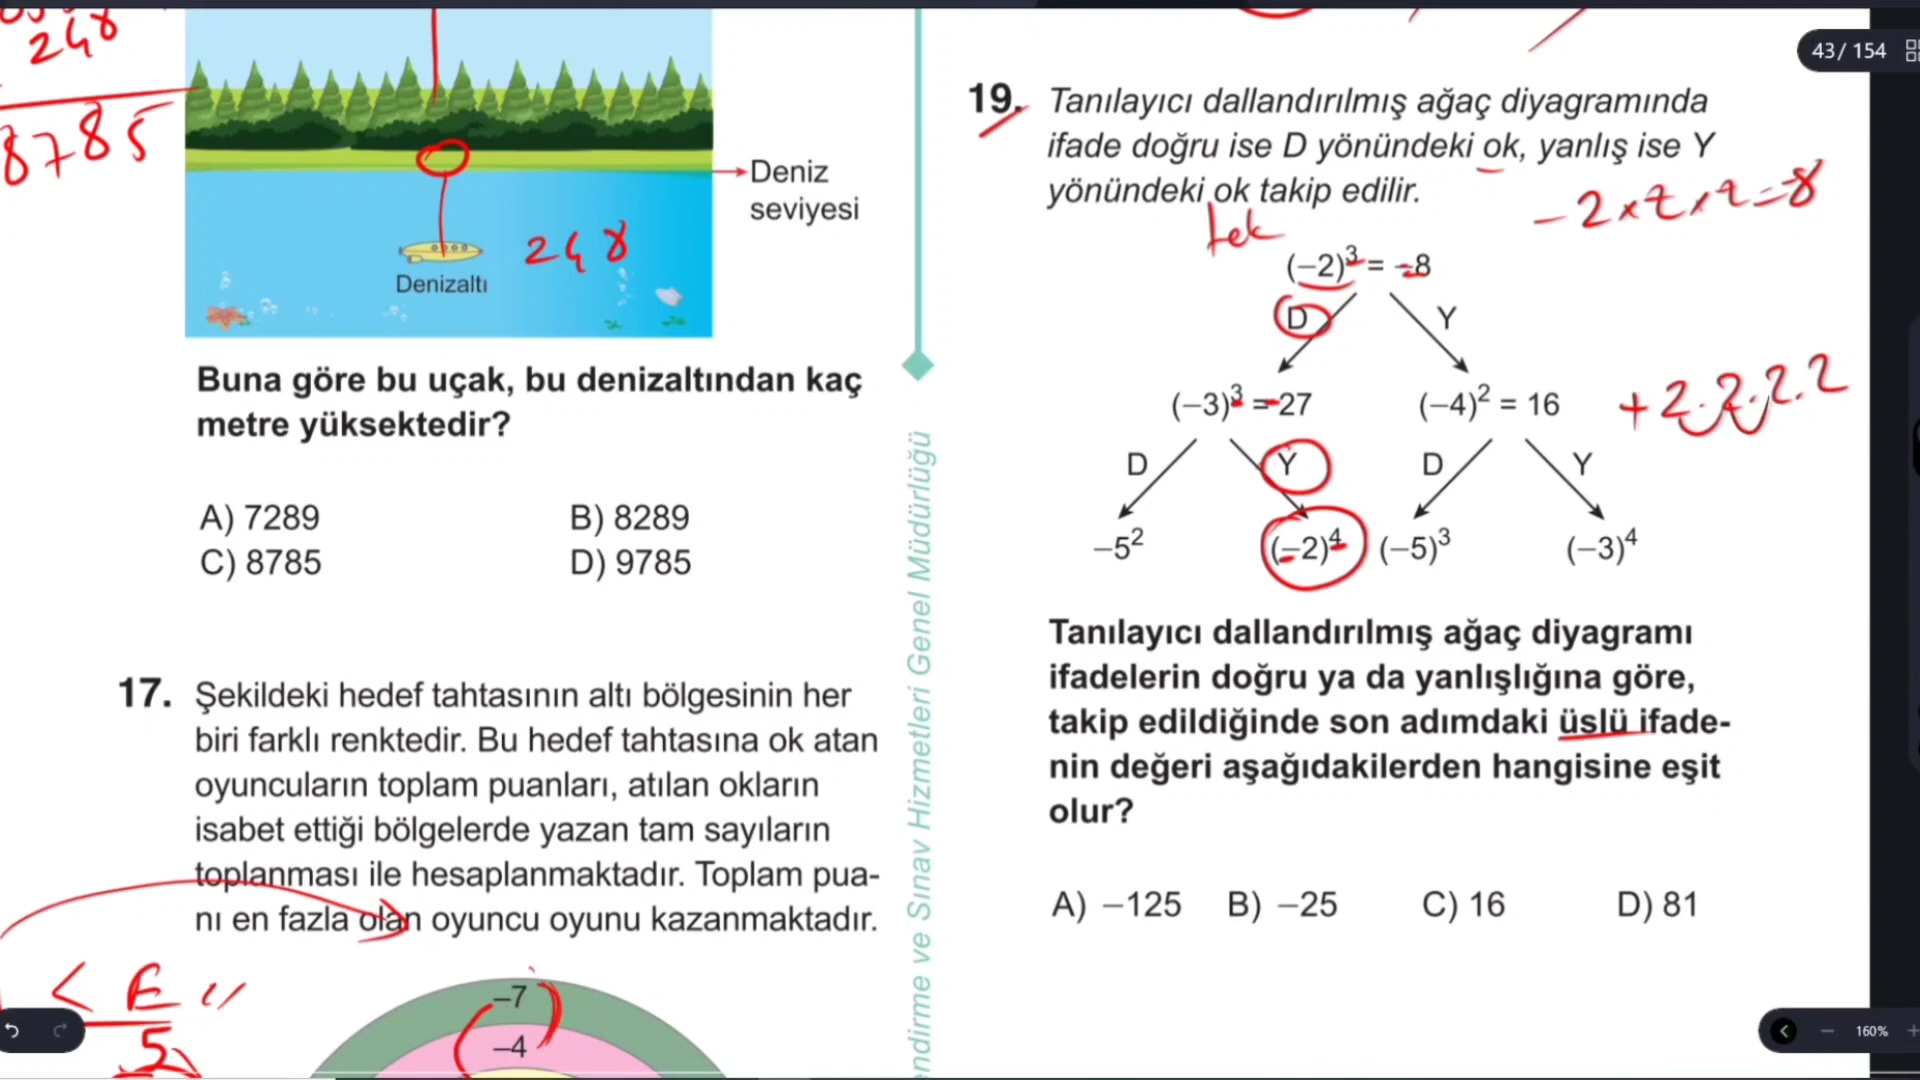 248
8785
Deniz
seviyesi
248
Denizaltı
Buna göre bu uçak, bu denizaltından kaç
metre yüksektedir?
A) 7289
B) 8289
C) 8785
D) 9785
17. Şekildeki hedef tahtasının altı bölgesinin her
biri farklı renktedir. Bu hedef tahtasına ok atan
oyuncuların toplam puanları, atılan okların
isabet ettiği bölgelerde yazan tam sayıların
toplanması ile hesaplanmaktadır. Toplam pua-
nı en fazla olan oyuncu oyunu kazanmaktadır.
< E
5
-7
-4
endirme ve Sınav Hizmetleri Genel Müdürlüğü
43 / 154
19. Tanılayıcı dallandırılmış ağaç diyagramında
ifade doğru ise D yönündeki ok, yanlış ise Y
yönündeki ok takip edilir.
-2×2×2=-8
tek
(−2)³ = -8
D
Y
(−3)³ =-27
(−4)² = 16
+2.2.2.2
D
Y
D
Y
−5²
(−2)⁴
(−5)³
(−3)⁴
Tanılayıcı dallandırılmış ağaç diyagramı
ifadelerin doğru ya da yanlışlığına göre,
takip edildiğinde son adımdaki üslü ifade-
nin değeri aşağıdakilerden hangisine eşit
olur?
A) −125 B) −25 C) 16 D) 81
160%